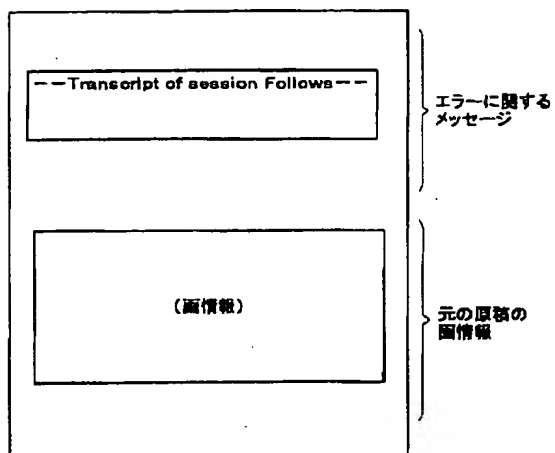 --Transcript of session Follows--
エラーに関する
メッセージ
(画情報)
元の原稿の
画情報